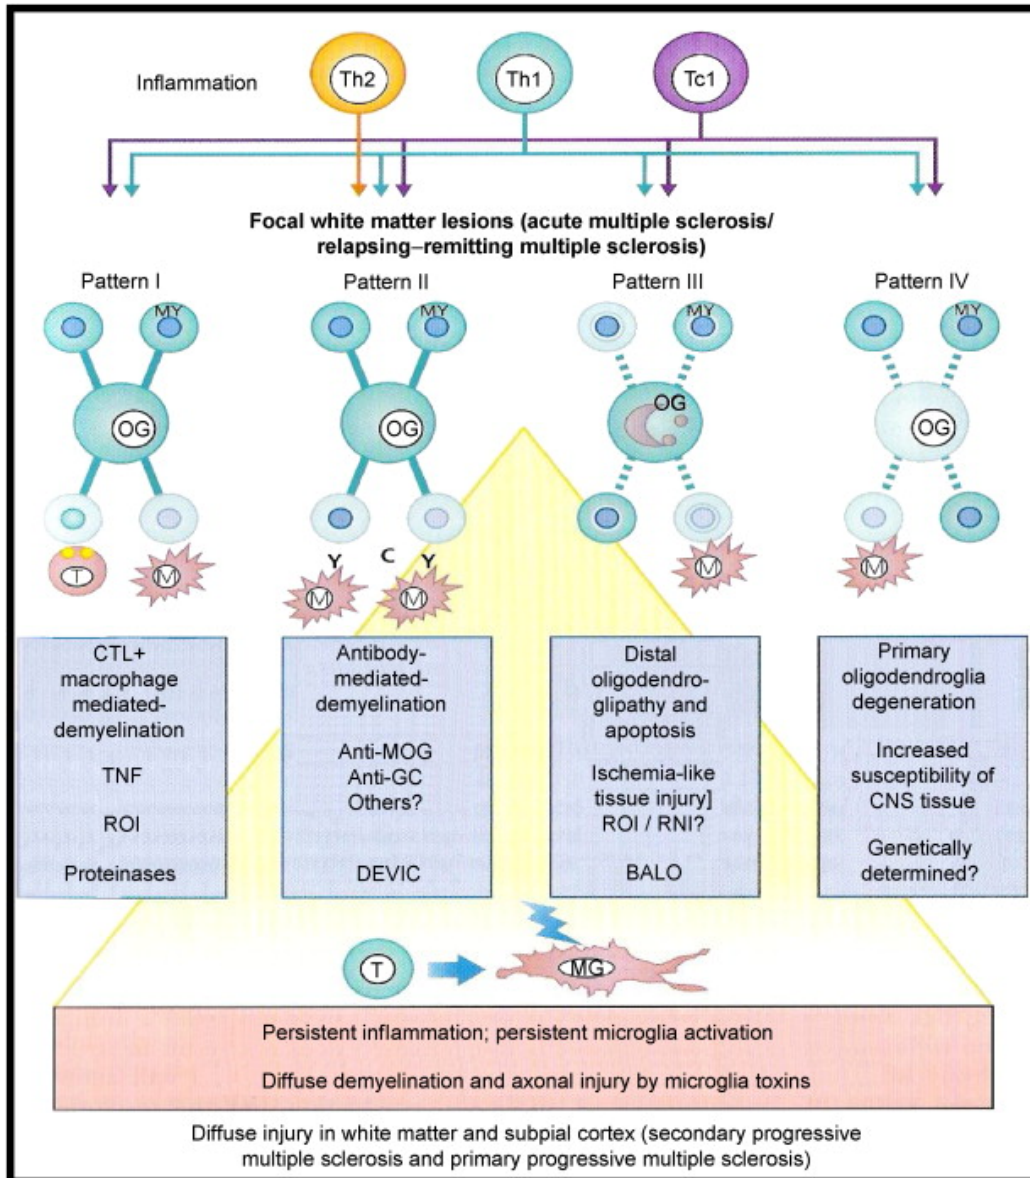 Inflammation
Th2
Th1
Tc1
Focal white matter lesions (acute multiple sclerosis/
relapsing–remitting multiple sclerosis)
Pattern I
Pattern II
Pattern III
Pattern IV
MY
MY
MY
MY
OG
OG
OG
OG
T
M
Y
C
Y
M
M
M
M
CTL+
macrophage
mediated-
demyelination
TNF
ROI
Proteinases
Antibody-
mediated-
demyelination
Anti-MOG
Anti-GC
Others?
DEVIC
Distal
oligodendro-
glipathy and
apoptosis
Ischemia-like
tissue injury]
ROI / RNI?
BALO
Primary
oligodendroglia
degeneration
Increased
susceptibility of
CNS tissue
Genetically
determined?
T
MG
Persistent inflammation; persistent microglia activation
Diffuse demyelination and axonal injury by microglia toxins
Diffuse injury in white matter and subpial cortex (secondary progressive
multiple sclerosis and primary progressive multiple sclerosis)